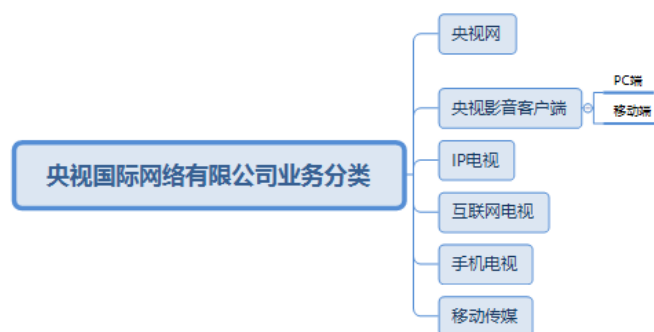 央视国际网络有限公司业务分类
央视网
央视影音客户端
PC端
移动端
IP电视
互联网电视
手机电视
移动传媒